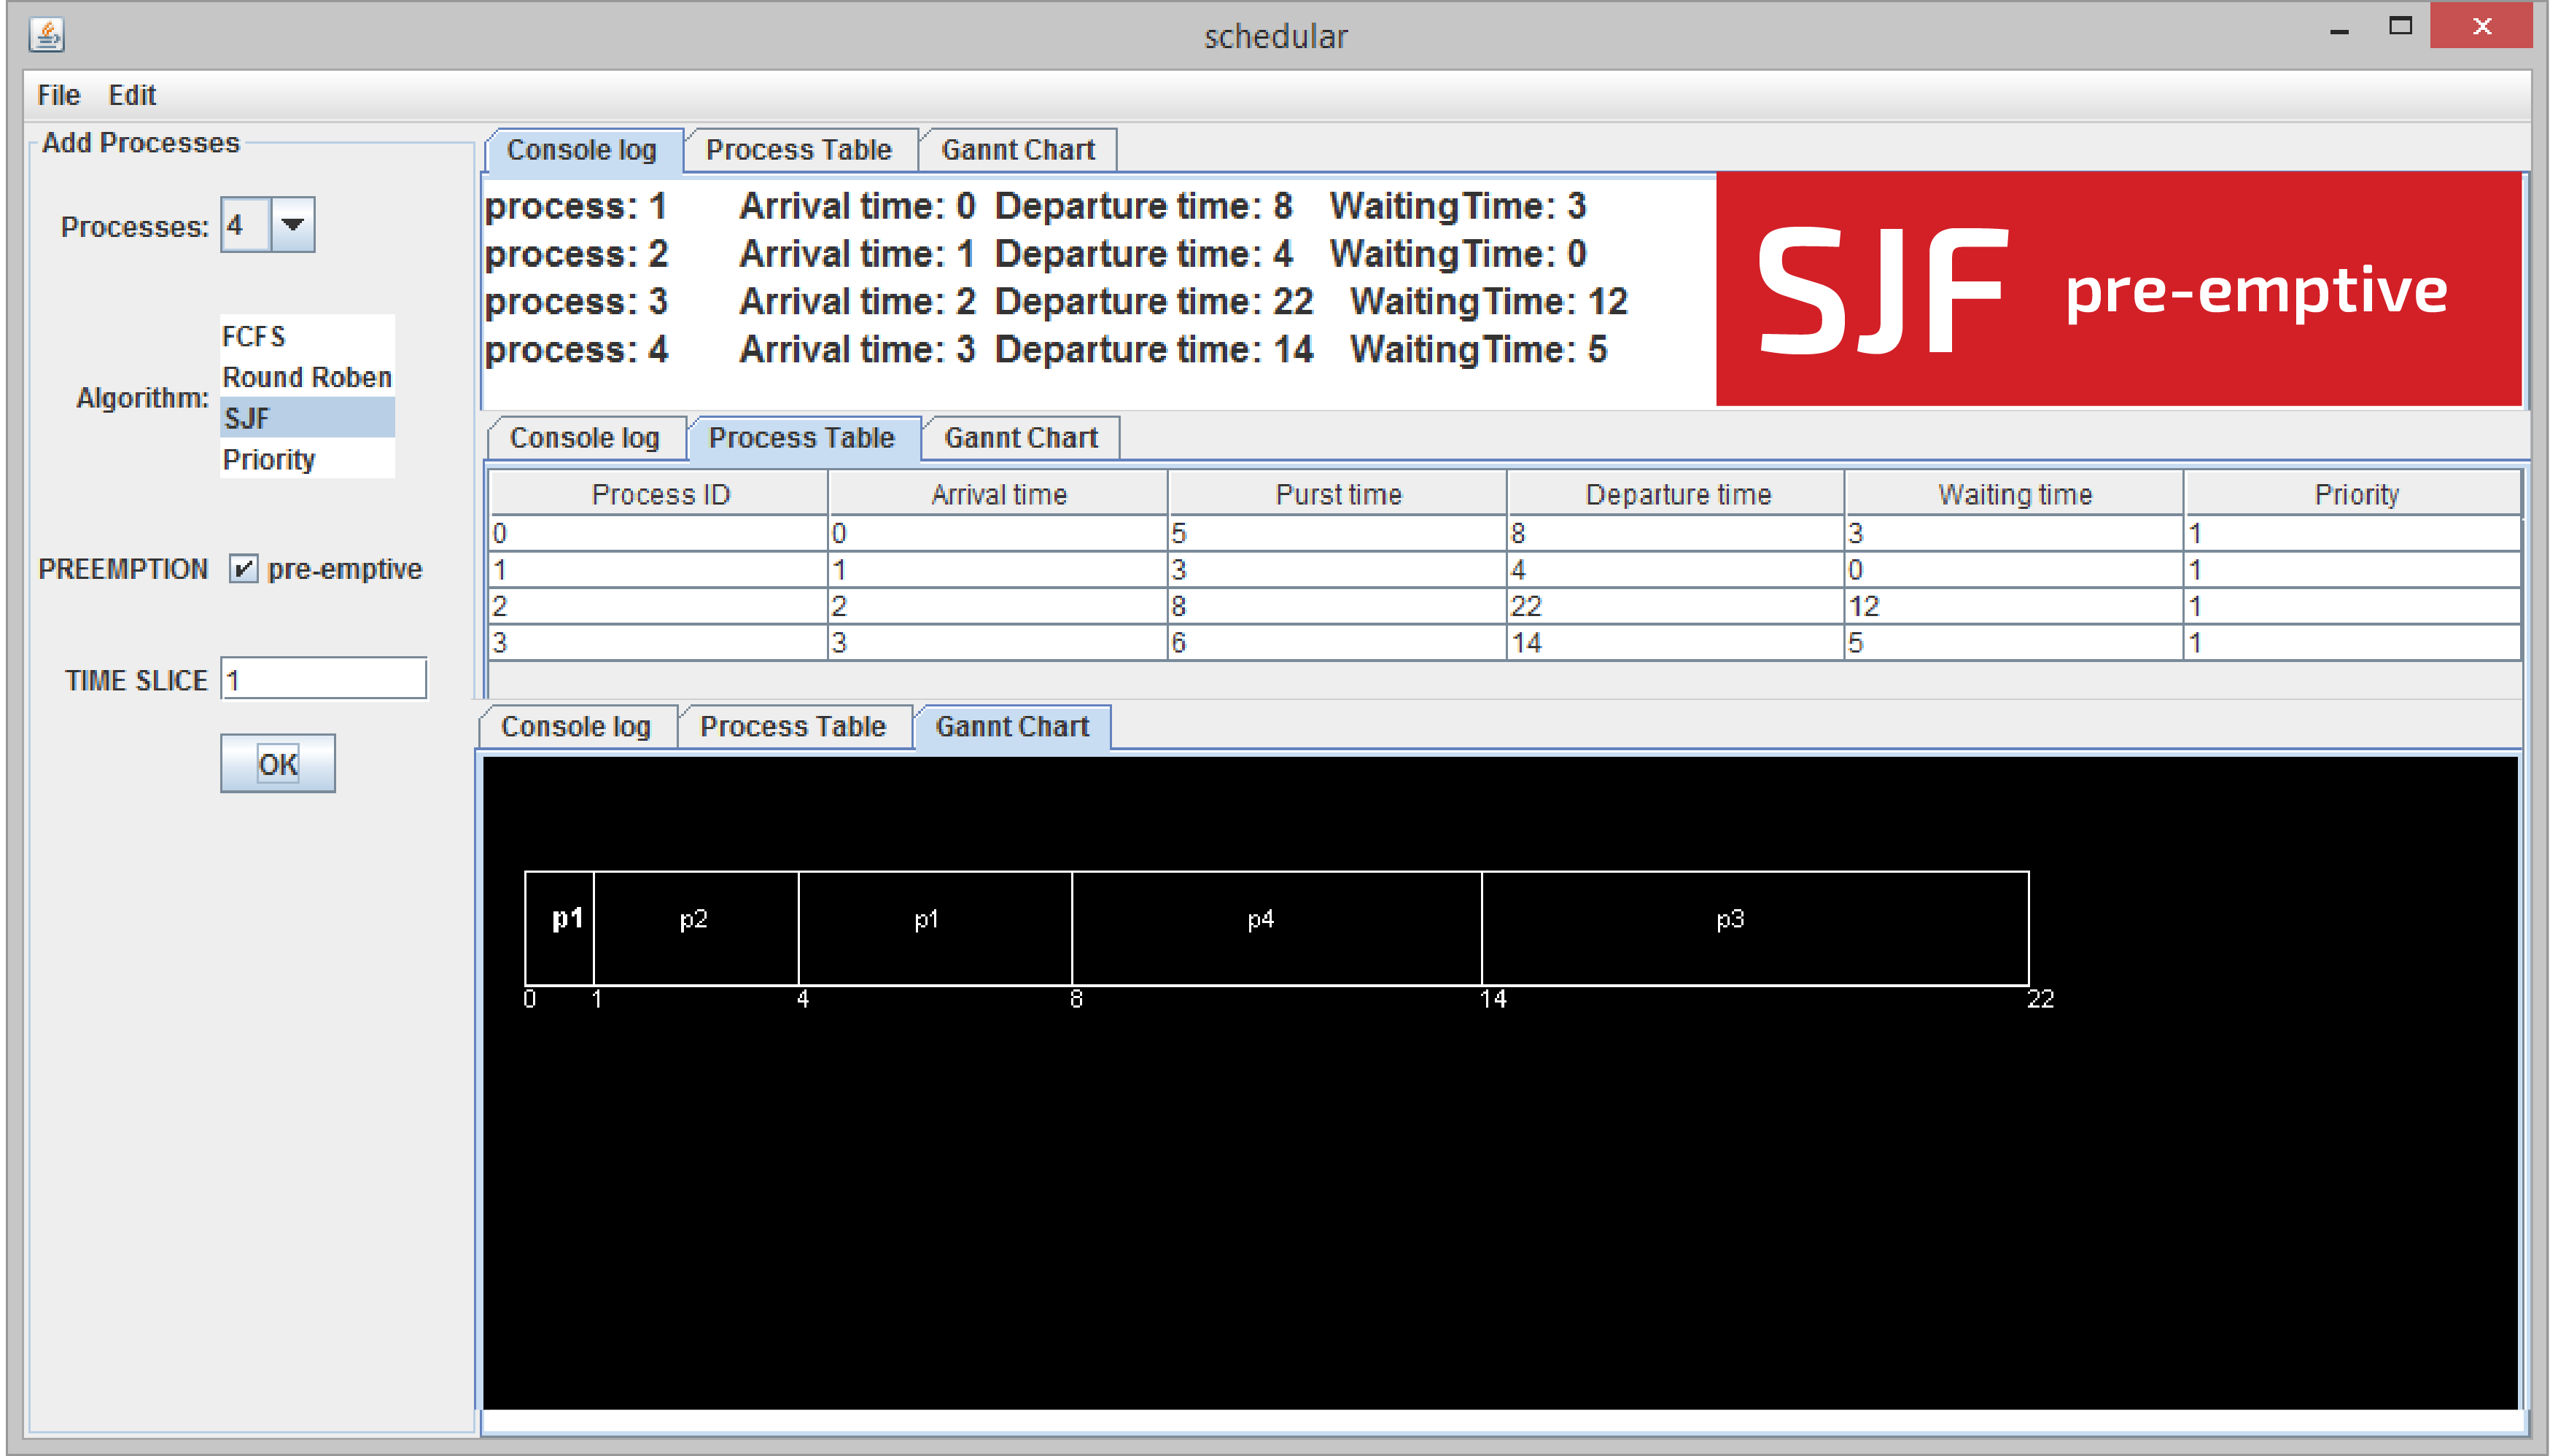 schedular
File Edit
Add Processes
Processes: 4
Algorithm:
FCFS
Round Roben
SJF
Priority
PREEMPTION pre-emptive
TIME SLICE 1
OK
Console log Process Table Gannt Chart
process: 1 Arrival time: 0 Departure time: 8 WaitingTime: 3
process: 2 Arrival time: 1 Departure time: 4 WaitingTime: 0
process: 3 Arrival time: 2 Departure time: 22 WaitingTime: 12
process: 4 Arrival time: 3 Departure time: 14 WaitingTime: 5
SJF pre-emptive
Console log Process Table Gannt Chart
Process ID Arrival time Purst time Departure time Waiting time Priority
0 0 5 8 3 1
1 1 3 4 0 1
2 2 8 22 12 1
3 3 6 14 5 1
Console log Process Table Gannt Chart
p1 p2 p1 p4 p3
0 1 4 8 14 22